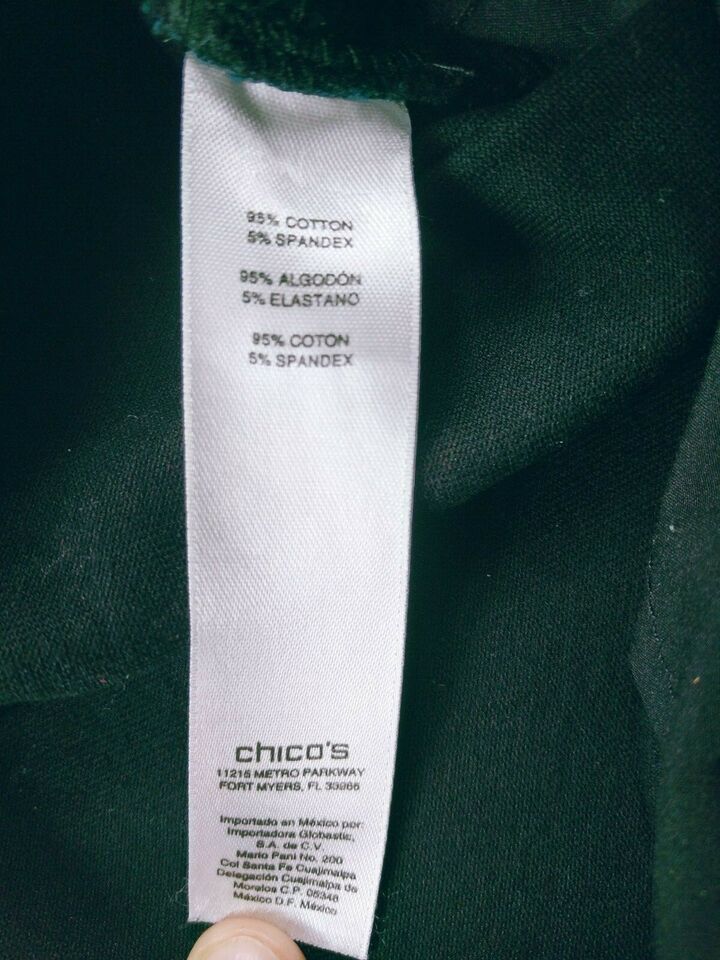 95% COTTON
5% SPANDEX
95% ALGODÓN
5% ELASTANO
95% COTON
5% SPANDEX
chico's
11215 METRO PARKWAY
FORT MYERS, FL 33966
Importado en México por:
Importadora Globastic,
S.A. de C.V.
Mario Pani No. 200
Col Santa Fe Cuajimalpa
Delegación Cuajimalpa de
Morelos C.P. 05348
México D.F. México